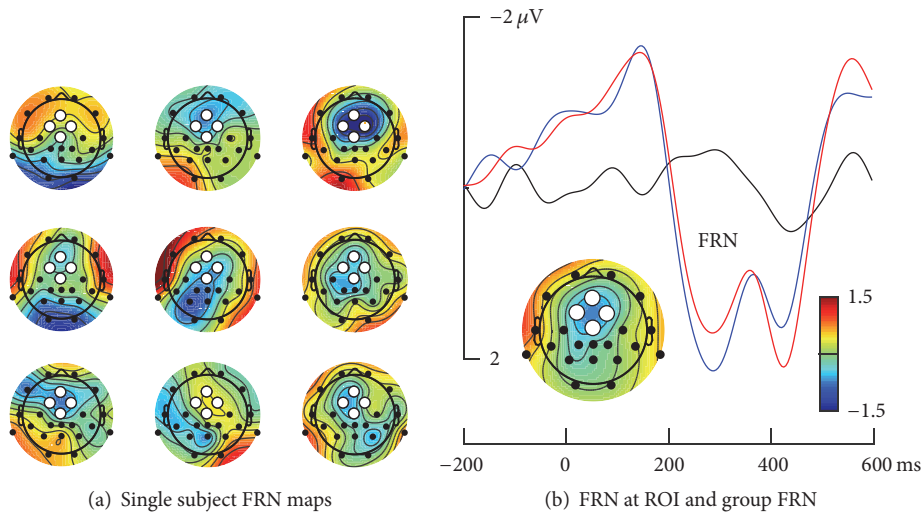 −2 μV
FRN
1.5
2
−1.5
−200 0 200 400 600 ms
(a) Single subject FRN maps
(b) FRN at ROI and group FRN